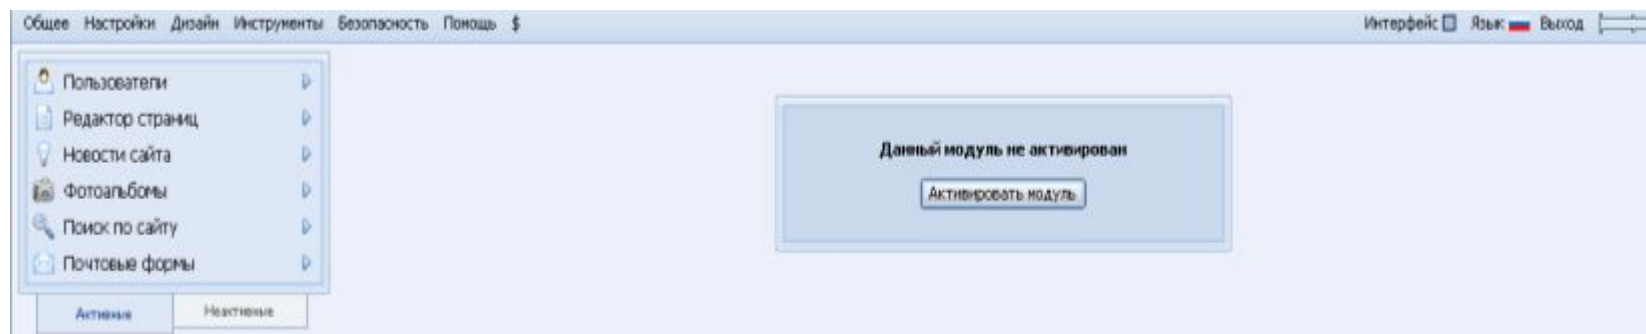 Общее Настройки Дизайн Инструменты Безопасность Помощь $ Интерфейс Язык: Выход
Пользователи
Редактор страниц
Новости сайта
Фотоальбомы
Поиск по сайту
Почтовые формы
Активные Неактивные
Данный модуль не активирован
Активировать модуль